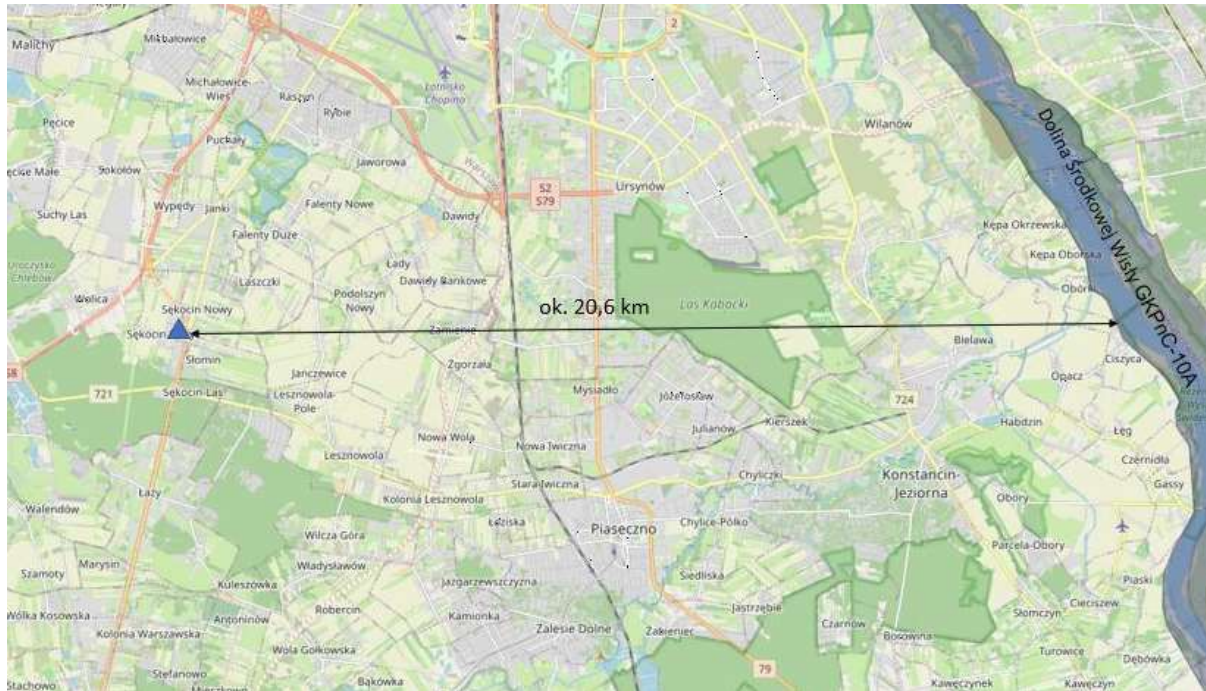 Malichy
Michałowice
2
Michałowice-
Wieś
Lotnisko
Chopina
Raszyn
Rybie
Pęcice
Puchały
Wilanów
Sokołów
Jaworowa
Dolina Środkowej Wisły GKPnC-10A
S2
S79
Ursynów
Suchy Las
Wypędy
Janki
Falenty Nowe
Dawidy
Falenty Duże
Kępa Okrzewska
Łady
Kępa Oborska
Laszczki
Dawidy Bankowe
Podolszyn
Nowy
Obórki
Wolica
Sękocin Nowy
ok. 20,6 km
Las Kabacki
Zamienie
Bielawa
Słomin
Zgorzała
Ciszyca
S8
721
Sękocin-Las
Janczewice
Lesznowola-
Pole
Mysiadło
Józefosław
724
Opacz
Julianów
Kierszek
Habdzin
Łęg
Nowa Wola
Nowa Iwiczna
Lesznowola
Chyliczki
Konstancin-
Jeziorna
Czernidła
Stara Iwiczna
Gassy
Łazy
Kolonia Lesznowola
Obory
Walendów
Łoziska
Piaseczno
Chylice-Pólko
Wilcza Góra
Parcela-Obory
Marysin
Władysławów
Szamoty
Kuleszówka
Jazgarzewszczyzna
Siedliska
Piaski
Robercin
Jastrzębie
Cieciszew
Wólka Kosowska
Antoninów
Kamionka
Słomczyn
Kolonia Warszawska
Zalesie Dolne
Żabieniec
Czarnów
Borowina
Wola Gołkowska
Turowice
Stefanowo
79
Dębówka
Bąkówka
Kawęczynek
Kawęczyn